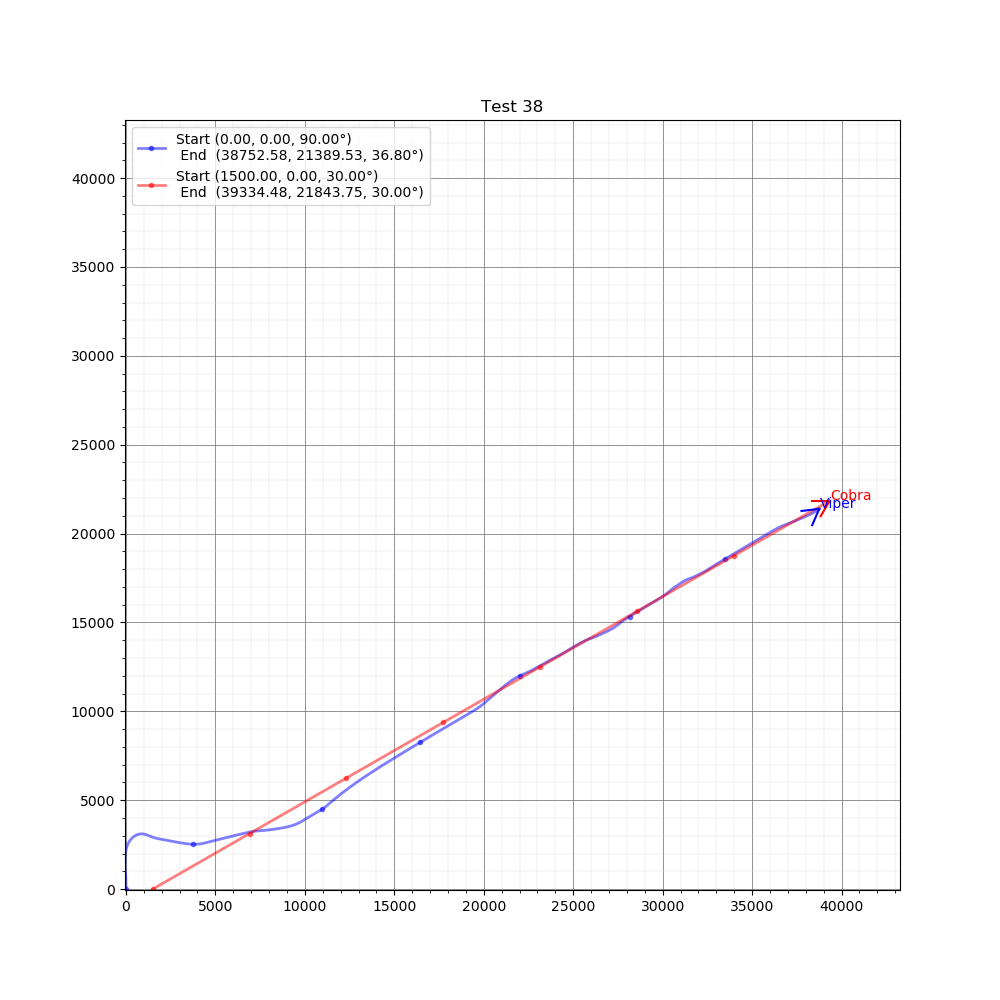 Test 38
Start (0.00, 0.00, 90.00°)
End  (38752.58, 21389.53, 36.80°)
Start (1500.00, 0.00, 30.00°)
End  (39334.48, 21843.75, 30.00°)
40000
35000
30000
25000
20000
15000
10000
5000
0
Cobra
Viper
0 5000 10000 15000 20000 25000 30000 35000 40000